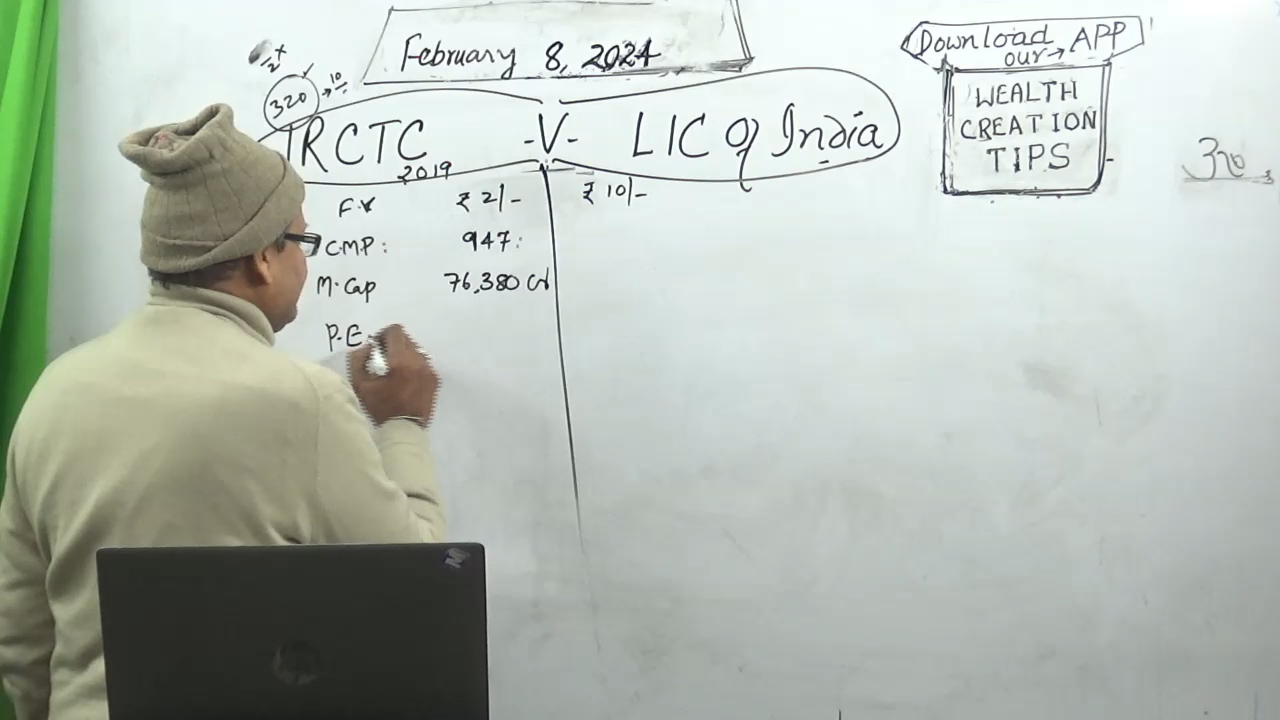 February 8, 2024
Download
our → APP
WEALTH
CREATION
TIPS
320
10
IRCTC -V- LIC Of India
2019
F.V ₹ 2/- ₹ 10/-
C.M.P: 947:
M.Cap 76,380 Cr
P.E